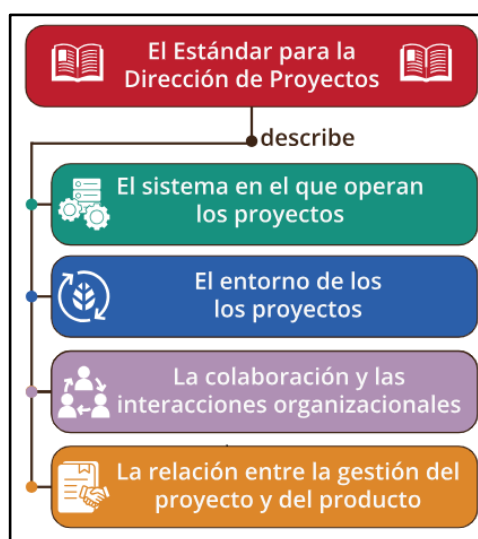 El Estándar para la
Dirección de Proyectos
describe
El sistema en el que operan
los proyectos
El entorno de los
los proyectos
La colaboración y las
interacciones organizacionales
La relación entre la gestión del
proyecto y del producto